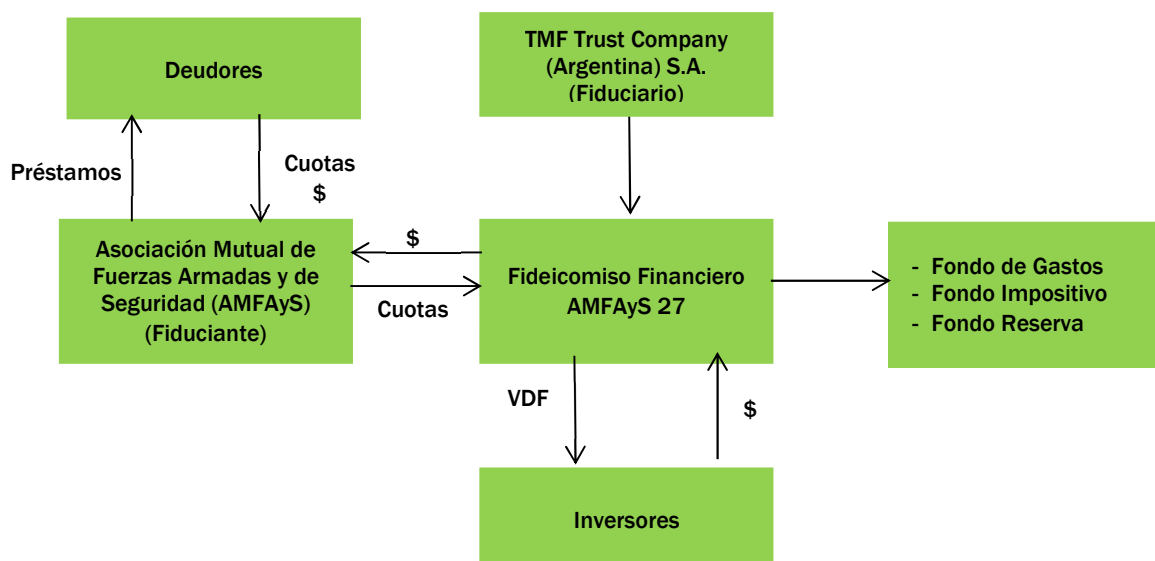 Deudores
TMF Trust Company
(Argentina) S.A.
(Fiduciario)
Préstamos
Cuotas
$
Asociación Mutual de
Fuerzas Armadas y de
Seguridad (AMFAyS)
(Fiduciante)
$
Cuotas
Fideicomiso Financiero
AMFAyS 27
- Fondo de Gastos
- Fondo Impositivo
- Fondo Reserva
VDF
$
Inversores